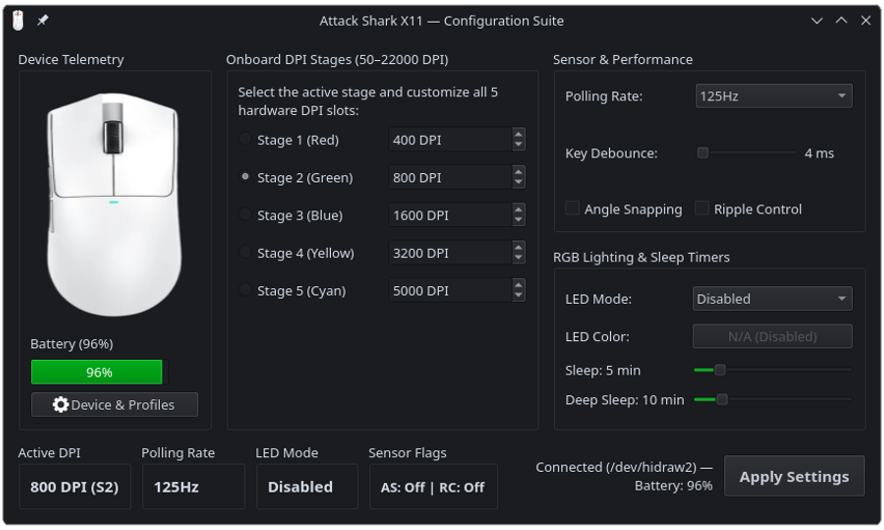 Attack Shark X11 — Configuration Suite
Device Telemetry
Battery (96%)
96%
Device & Profiles
Onboard DPI Stages (50–22000 DPI)
Select the active stage and customize all 5
hardware DPI slots:
Stage 1 (Red) 400 DPI
Stage 2 (Green) 800 DPI
Stage 3 (Blue) 1600 DPI
Stage 4 (Yellow) 3200 DPI
Stage 5 (Cyan) 5000 DPI
Sensor & Performance
Polling Rate: 125Hz
Key Debounce: 4 ms
Angle Snapping Ripple Control
RGB Lighting & Sleep Timers
LED Mode: Disabled
LED Color: N/A (Disabled)
Sleep: 5 min
Deep Sleep: 10 min
Active DPI
800 DPI (S2)
Polling Rate
125Hz
LED Mode
Disabled
Sensor Flags
AS: Off | RC: Off
Connected (/dev/hidraw2) —
Battery: 96%
Apply Settings